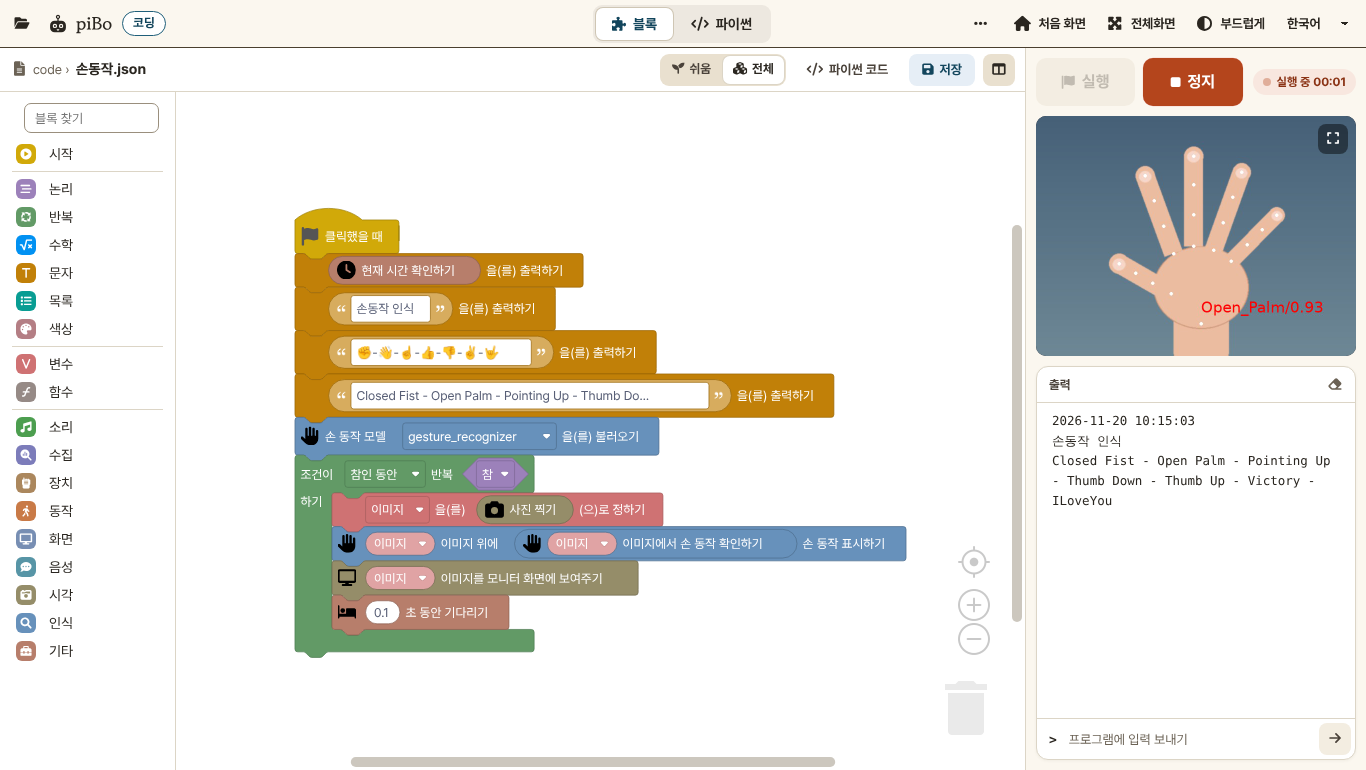 piBo
코딩
블록
</> 파이썬
처음 화면
전체화면
부드럽게
한국어
code › 손동작.json
쉬움
전체
</> 파이썬 코드
저장
실행
정지
실행 중 00:01
블록 찾기
시작
논리
반복
수학
문자
목록
색상
변수
함수
소리
수집
장치
동작
화면
음성
시각
인식
기타
클릭했을 때
현재 시간 확인하기 을(를) 출력하기
“ 손동작 인식 ” 을(를) 출력하기
“ ✊-👋-☝-👍-👎-✌-🤟 ” 을(를) 출력하기
“ Closed Fist - Open Palm - Pointing Up - Thumb Do... ” 을(를) 출력하기
손 동작 모델 gesture_recognizer 을(를) 불러오기
조건이 참인 동안 반복 참
하기
이미지 을(를) 사진 찍기 (으)로 정하기
이미지 이미지 위에 이미지 이미지에서 손 동작 확인하기 손 동작 표시하기
이미지 이미지를 모니터 화면에 보여주기
0.1 초 동안 기다리기
Open_Palm/0.93
출력
2026-11-20 10:15:03
손동작 인식
Closed Fist - Open Palm - Pointing Up
- Thumb Down - Thumb Up - Victory -
ILoveYou
> 프로그램에 입력 보내기